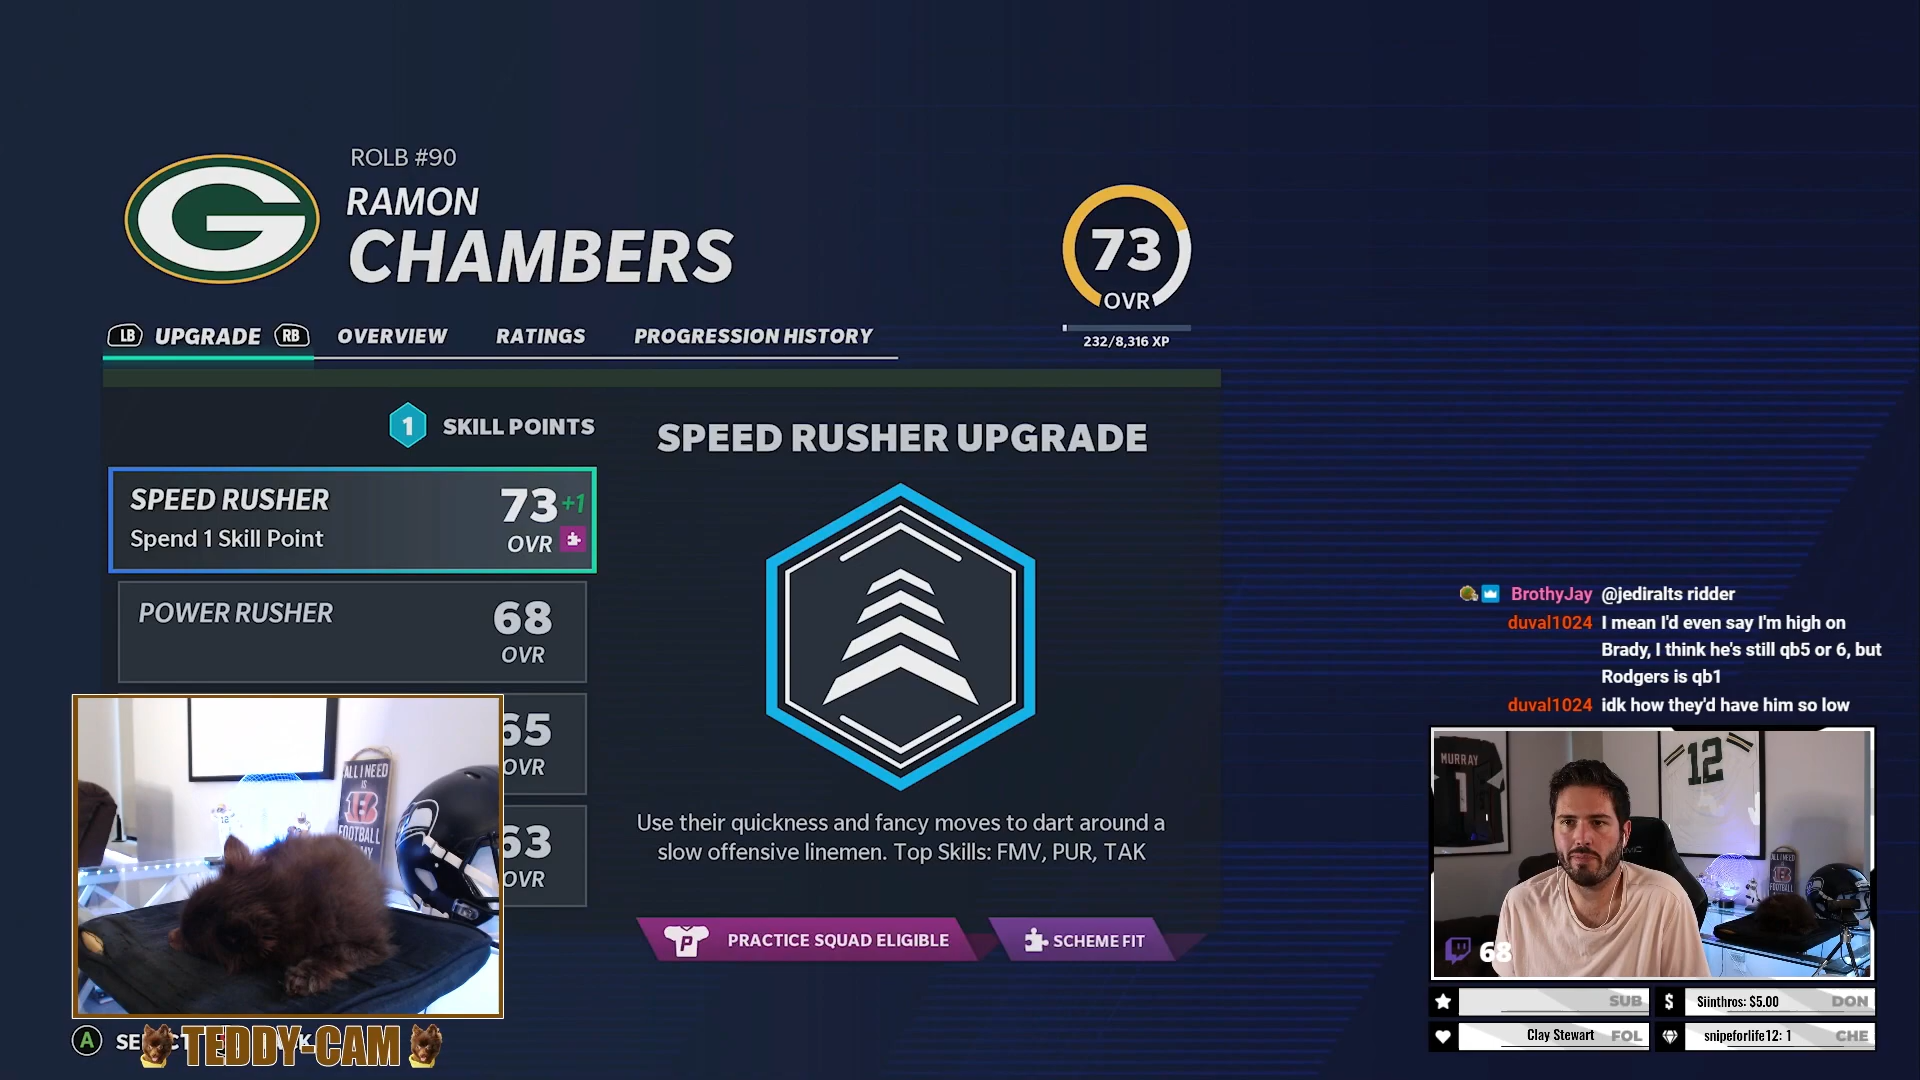 ROLB #90
RAMON
CHAMBERS
73
OVR
232/8,316 XP
LB UPGRADE RB OVERVIEW RATINGS PROGRESSION HISTORY
1 SKILL POINTS
SPEED RUSHER 73 +1
Spend 1 Skill Point OVR
POWER RUSHER 68
OVR
65
OVR
63
OVR
SPEED RUSHER UPGRADE
Use their quickness and fancy moves to dart around a
slow offensive linemen. Top Skills: FMV, PUR, TAK
P PRACTICE SQUAD ELIGIBLE SCHEME FIT
BrothyJay @jediralts ridder
duval1024 I mean I'd even say I'm high on
Brady, I think he's still qb5 or 6, but
Rodgers is qb1
duval1024 idk how they'd have him so low
MURRAY
1
12
68
ALL I NEED
IS
B
FOOTBALL
TEDDY-CAM
A
SUB
Siinthros: $5.00 DON
Clay Stewart FOL
snipeforlife12: 1 CHE